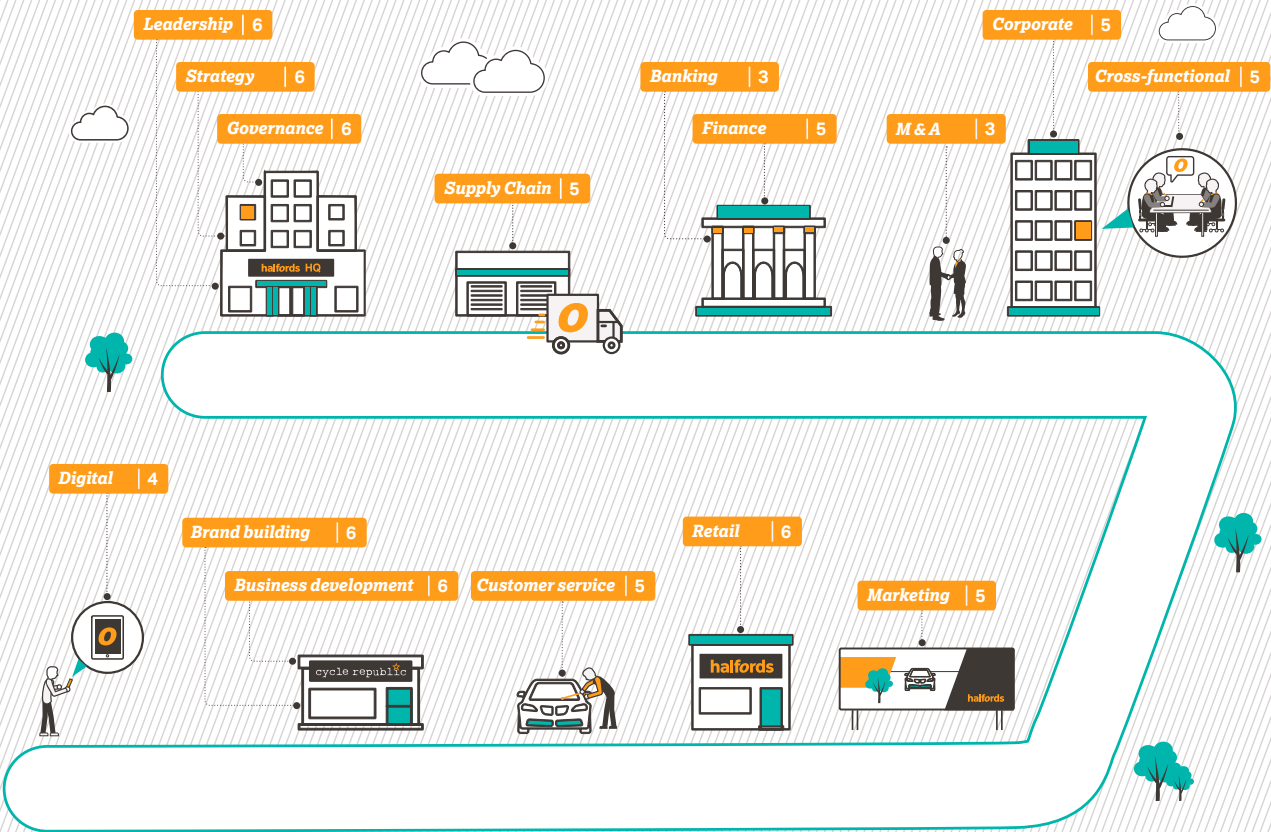 Leadership | 6
Corporate | 5
Strategy | 6
Banking | 3
Cross-functional | 5
Governance | 6
Finance | 5
M & A | 3
Supply Chain | 5
halfords HQ
Digital | 4
Brand building | 6
Retail | 6
Business development | 6
Customer service | 5
Marketing | 5
cycle republic
halfords
halfords